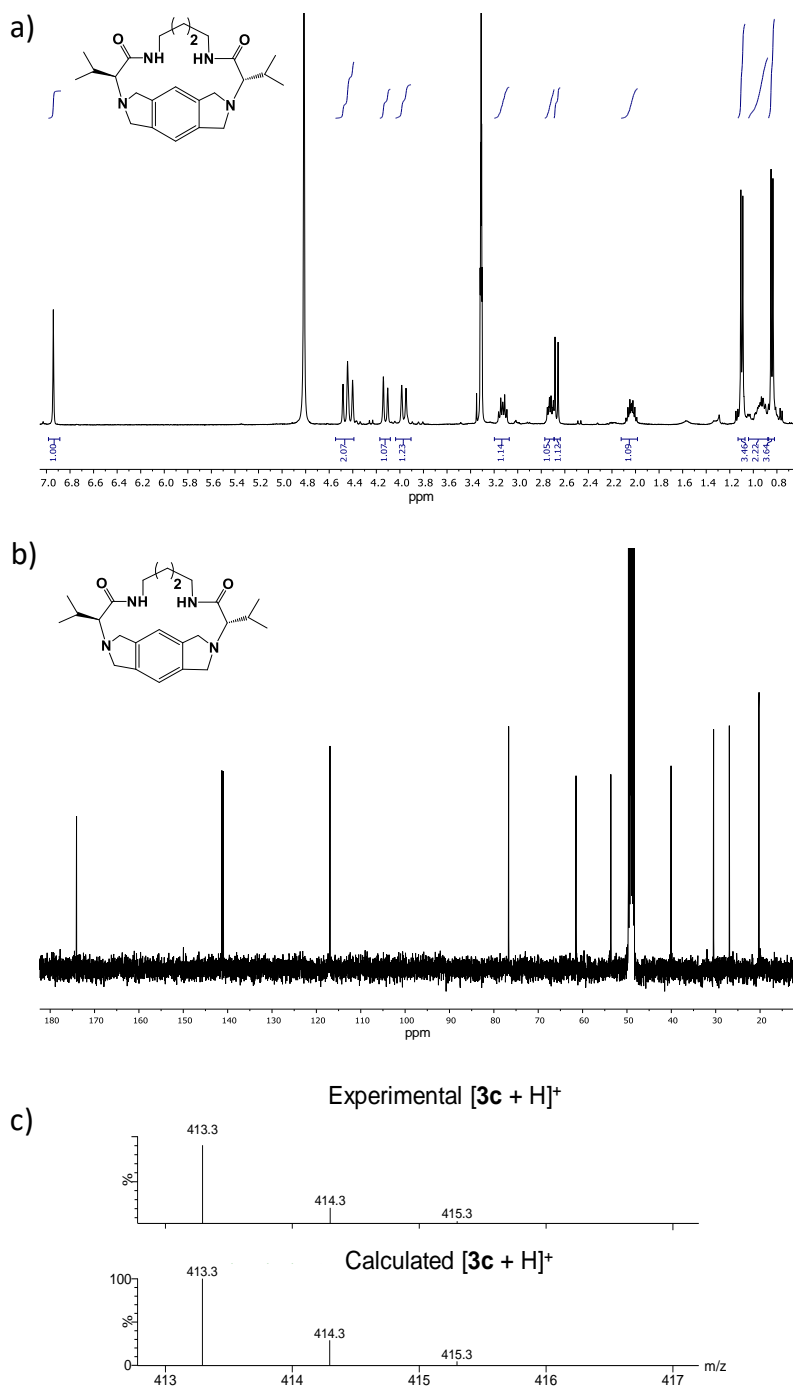 a)
O
2
O
NH
HN
N
N
1.00
2.07
1.07
1.23
1.14
1.05
1.12
1.09
3.46
2.22
3.64
7.0 6.8 6.6 6.4 6.2 6.0 5.8 5.6 5.4 5.2 5.0 4.8 4.6 4.4 4.2 4.0 3.8 3.6 3.4 3.2 3.0 2.8 2.6 2.4 2.2 2.0 1.8 1.6 1.4 1.2 1.0 0.8
ppm
b)
O
2
O
NH
HN
N
N
180 170 160 150 140 130 120 110 100 90 80 70 60 50 40 30 20
ppm
Experimental [3c + H]+
c)
413.3
%
414.3
415.3
Calculated [3c + H]+
100
413.3
%
414.3
415.3
0
m/z
413 414 415 416 417